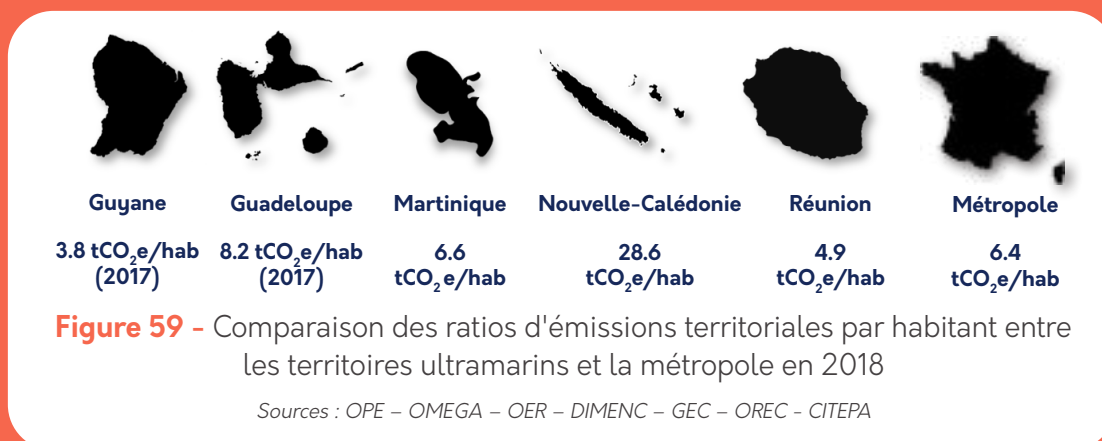 Guyane
3.8 tCO₂e/hab
(2017)
Guadeloupe
8.2 tCO₂e/hab
(2017)
Martinique
6.6
tCO₂e/hab
Nouvelle-Calédonie
28.6
tCO₂e/hab
Réunion
4.9
tCO₂e/hab
Métropole
6.4
tCO₂e/hab
Figure 59 - Comparaison des ratios d'émissions territoriales par habitant entre
les territoires ultramarins et la métropole en 2018
Sources : OPE – OMEGA – OER – DIMENC – GEC – OREC - CITEPA